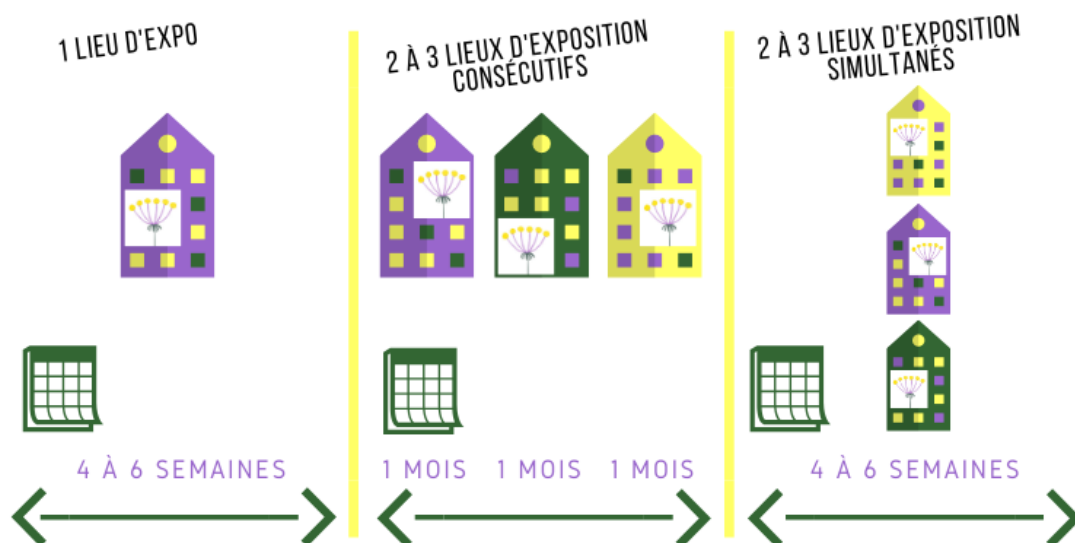 1 LIEU D'EXPO
4 À 6 SEMAINES
2 À 3 LIEUX D'EXPOSITION
CONSÉCUTIFS
1 MOIS 1 MOIS 1 MOIS
2 À 3 LIEUX D'EXPOSITION
SIMULTANÉS
4 À 6 SEMAINES